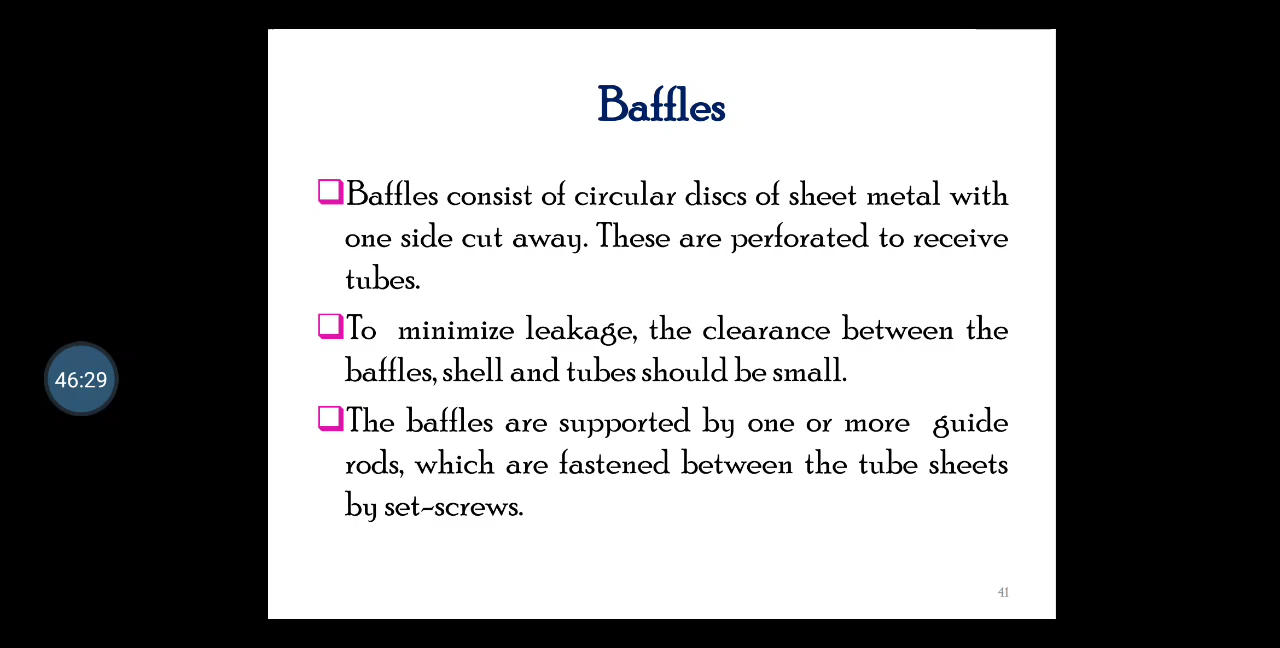 Baffles
Baffles consist of circular discs of sheet metal with
one side cut away. These are perforated to receive
tubes.
To minimize leakage, the clearance between the
baffles, shell and tubes should be small.
46:29
The baffles are supported by one or more guide
rods, which are fastened between the tube sheets
by set-screws.
41